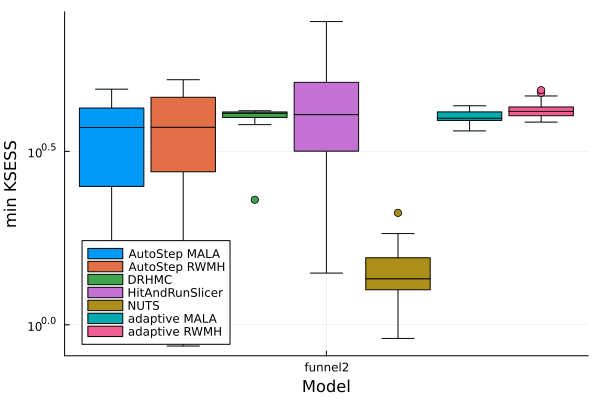 min KSESS
10^0.5
10^0.0
AutoStep MALA
AutoStep RWMH
DRHMC
HitAndRunSlicer
NUTS
adaptive MALA
adaptive RWMH
funnel2
Model